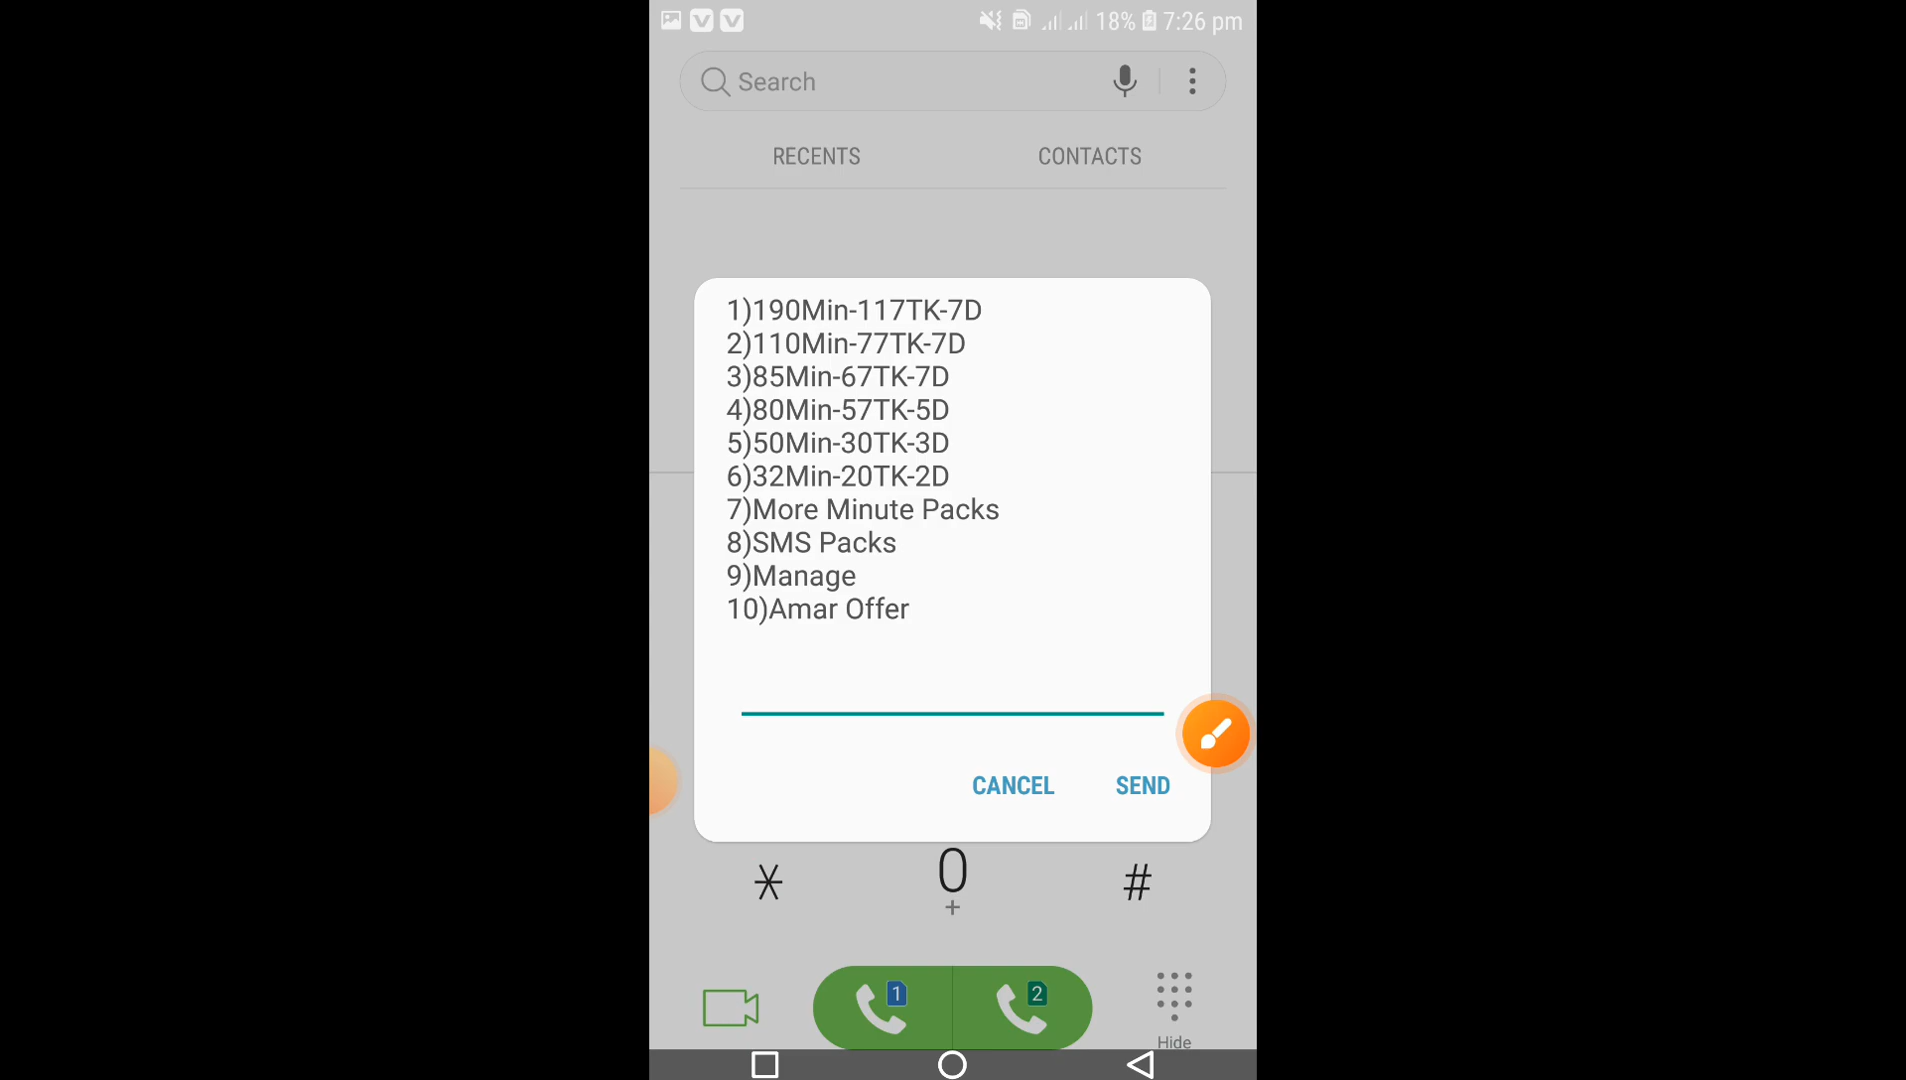 18% 7:26 pm
Search
RECENTS CONTACTS
1)190Min-117TK-7D
2)110Min-77TK-7D
3)85Min-67TK-7D
4)80Min-57TK-5D
5)50Min-30TK-3D
6)32Min-20TK-2D
7)More Minute Packs
8)SMS Packs
9)Manage
10)Amar Offer
CANCEL SEND
* 0 #
+
1 2
Hide